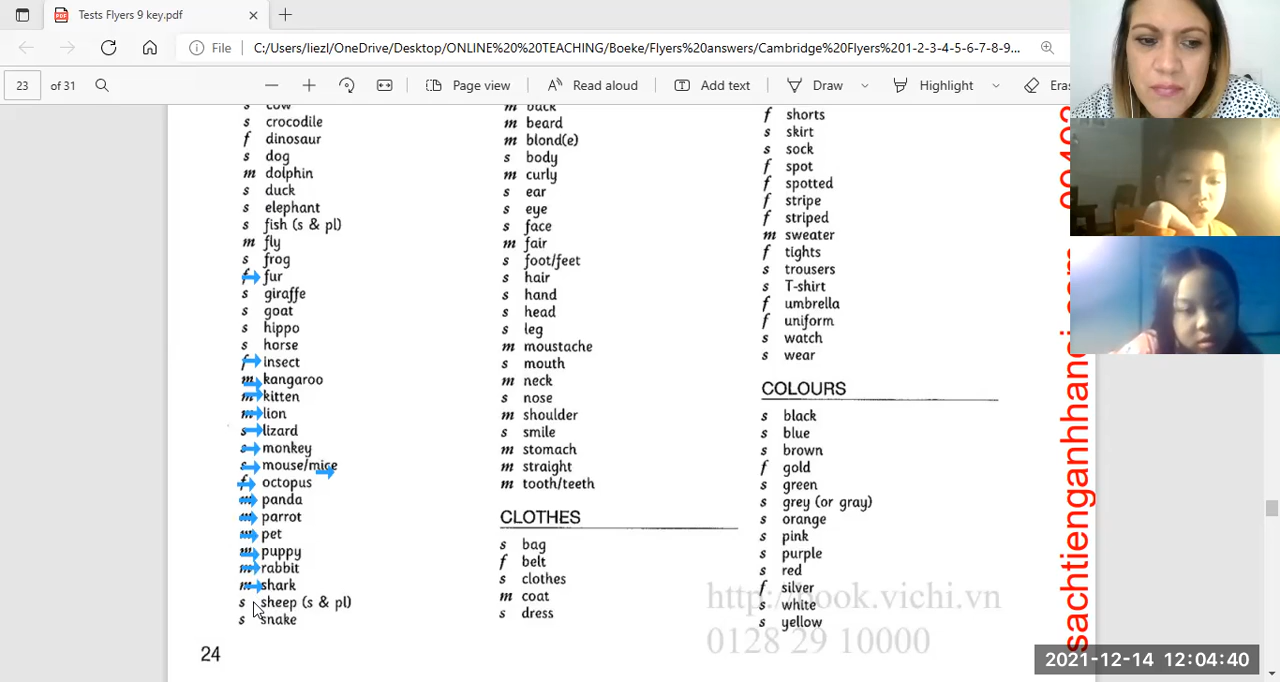 Tests Flyers 9 key.pdf
File
C:/Users/liezl/OneDrive/Desktop/ONLINE%20%20TEACHING/Boeke/Flyers%20answers/Cambridge%20Flyers%201-2-3-4-5-6-7-8-9...
23 of 31
Page view
Read aloud
Add text
Draw
Highlight
s cow
s crocodile
f dinosaur
s dog
m dolphin
s duck
s elephant
s fish (s & pl)
m fly
s frog
f fur
s giraffe
s goat
s hippo
s horse
f insect
m kangaroo
m kitten
m lion
s lizard
s monkey
s mouse/mice
f octopus
m panda
m parrot
m pet
m puppy
m rabbit
m shark
s sheep (s & pl)
s snake
24
m back
m beard
m blond(e)
s body
m curly
s ear
s eye
s face
m fair
s foot/feet
s hair
s hand
s head
s leg
m moustache
s mouth
m neck
s nose
m shoulder
s smile
m stomach
m straight
m tooth/teeth
CLOTHES
s bag
f belt
s clothes
m coat
s dress
f shorts
s skirt
s sock
f spot
f spotted
f stripe
f striped
m sweater
f tights
s trousers
s T-shirt
f umbrella
f uniform
s watch
s wear
COLOURS
s black
s blue
s brown
f gold
s green
s grey (or gray)
s orange
s pink
s purple
s red
f silver
s white
s yellow
http://book.vichi.vn
0128 29 10000
2021-12-14 12:04:40